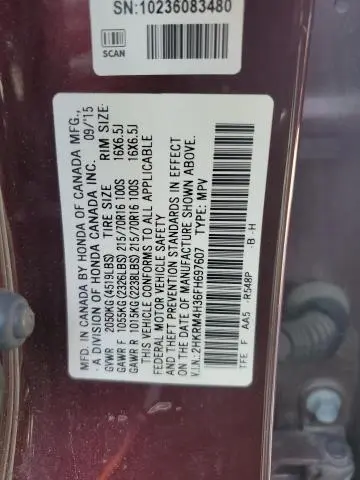 SN:10236083480
SCAN
MFD. IN CANADA BY HONDA OF CANADA MFG.,
- A DIVISION OF HONDA CANADA INC. 09/'15
GVWR 2050KG(4519LBS) TIRE SIZE RIM SIZE:
GAWR F 1055KG(2326LBS) 215/70R16 100S 16X6.5J
GAWR R 1015KG(2238LBS) 215/70R16 100S 16X6.5J
THIS VEHICLE CONFORMS TO ALL APPLICABLE
FEDERAL MOTOR VEHICLE SAFETY
AND THEFT PREVENTION STANDARDS IN EFFECT
ON THE DATE OF MANUFACTURE SHOWN ABOVE.
V.I.N.:2HKRM4H36FH697607 TYPE: MPV
TFE F AA5 -R548P -B -H